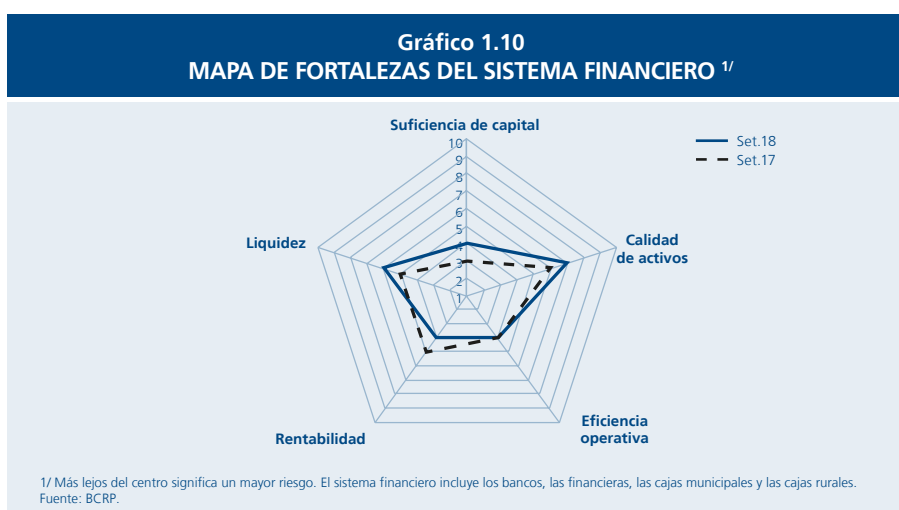 Gráfico 1.10
MAPA DE FORTALEZAS DEL SISTEMA FINANCIERO 1/
Suficiencia de capital
Set.18
Set.17
10
9
8
7
6
5
4
3
2
1
Liquidez
Calidad
de activos
Rentabilidad
Eficiencia
operativa
1/ Más lejos del centro significa un mayor riesgo. El sistema financiero incluye los bancos, las financieras, las cajas municipales y las cajas rurales.
Fuente: BCRP.